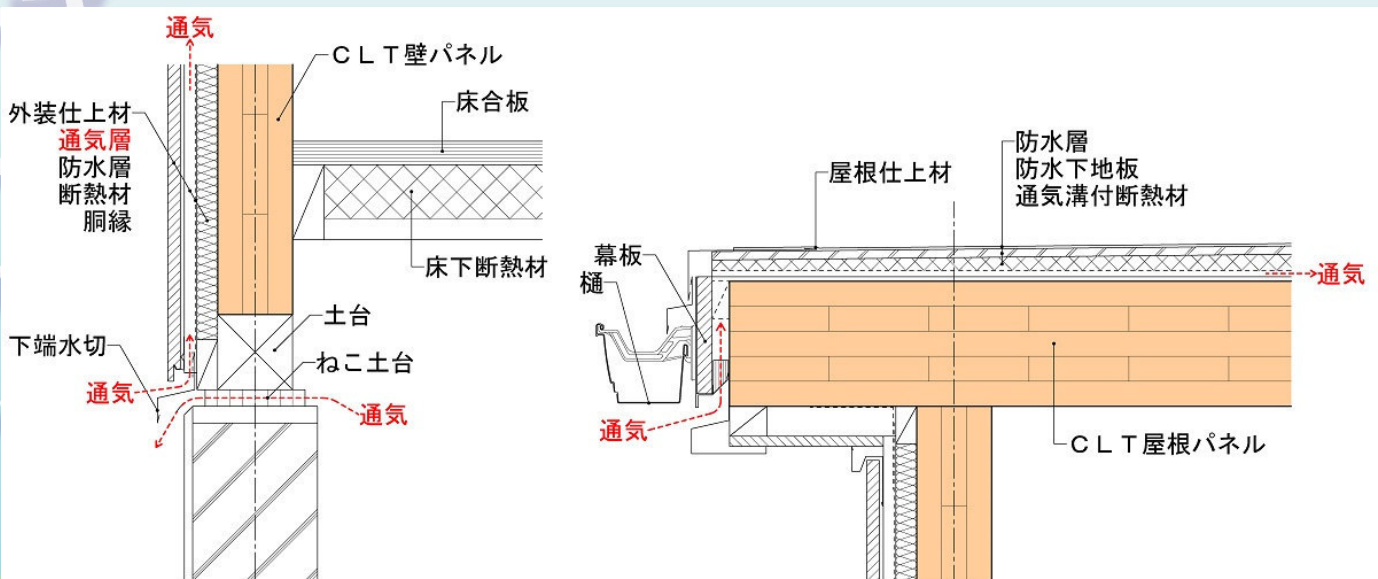 通気
ＣＬＴ壁パネル
床合板
外装仕上材
通気層
防水層
断熱材
胴縁
床下断熱材
土台
下端水切
ねこ土台
通気
通気
防水層
防水下地板
通気溝付断熱材
屋根仕上材
幕板
樋
通気
通気
ＣＬＴ屋根パネル